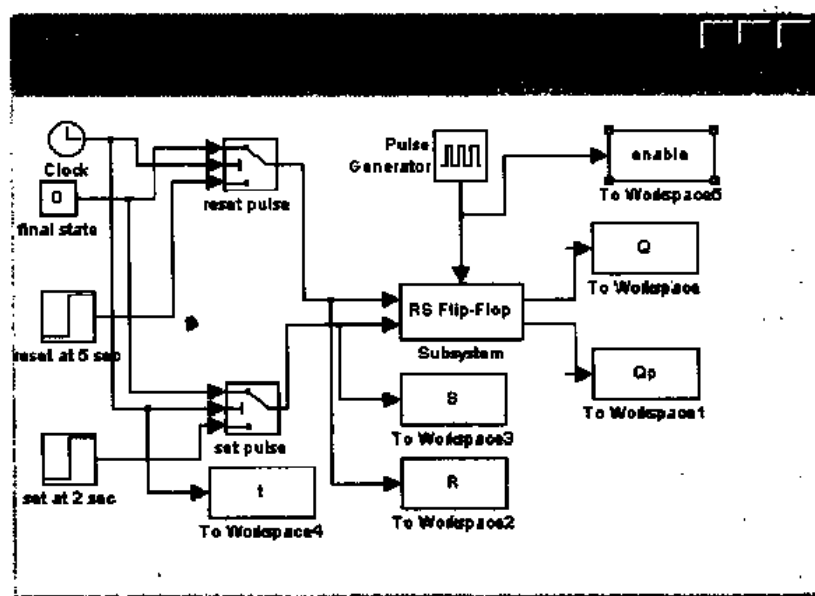 Clock
0
final state
reset pulse
Pulse
Generator
enable
To Workspace5
Q
To Workspace
reset at 5 sec
RS Flip-Flop
Subsystem
Qp
To Workspace1
set pulse
S
To Workspace3
set at 2 sec
t
To Workspace4
R
To Workspace2